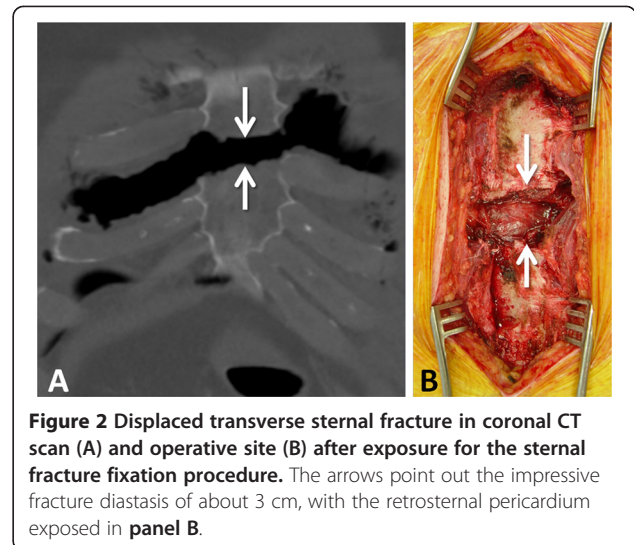 A
B
Figure 2 Displaced transverse sternal fracture in coronal CT
scan (A) and operative site (B) after exposure for the sternal
fracture fixation procedure. The arrows point out the impressive
fracture diastasis of about 3 cm, with the retrosternal pericardium
exposed in panel B.